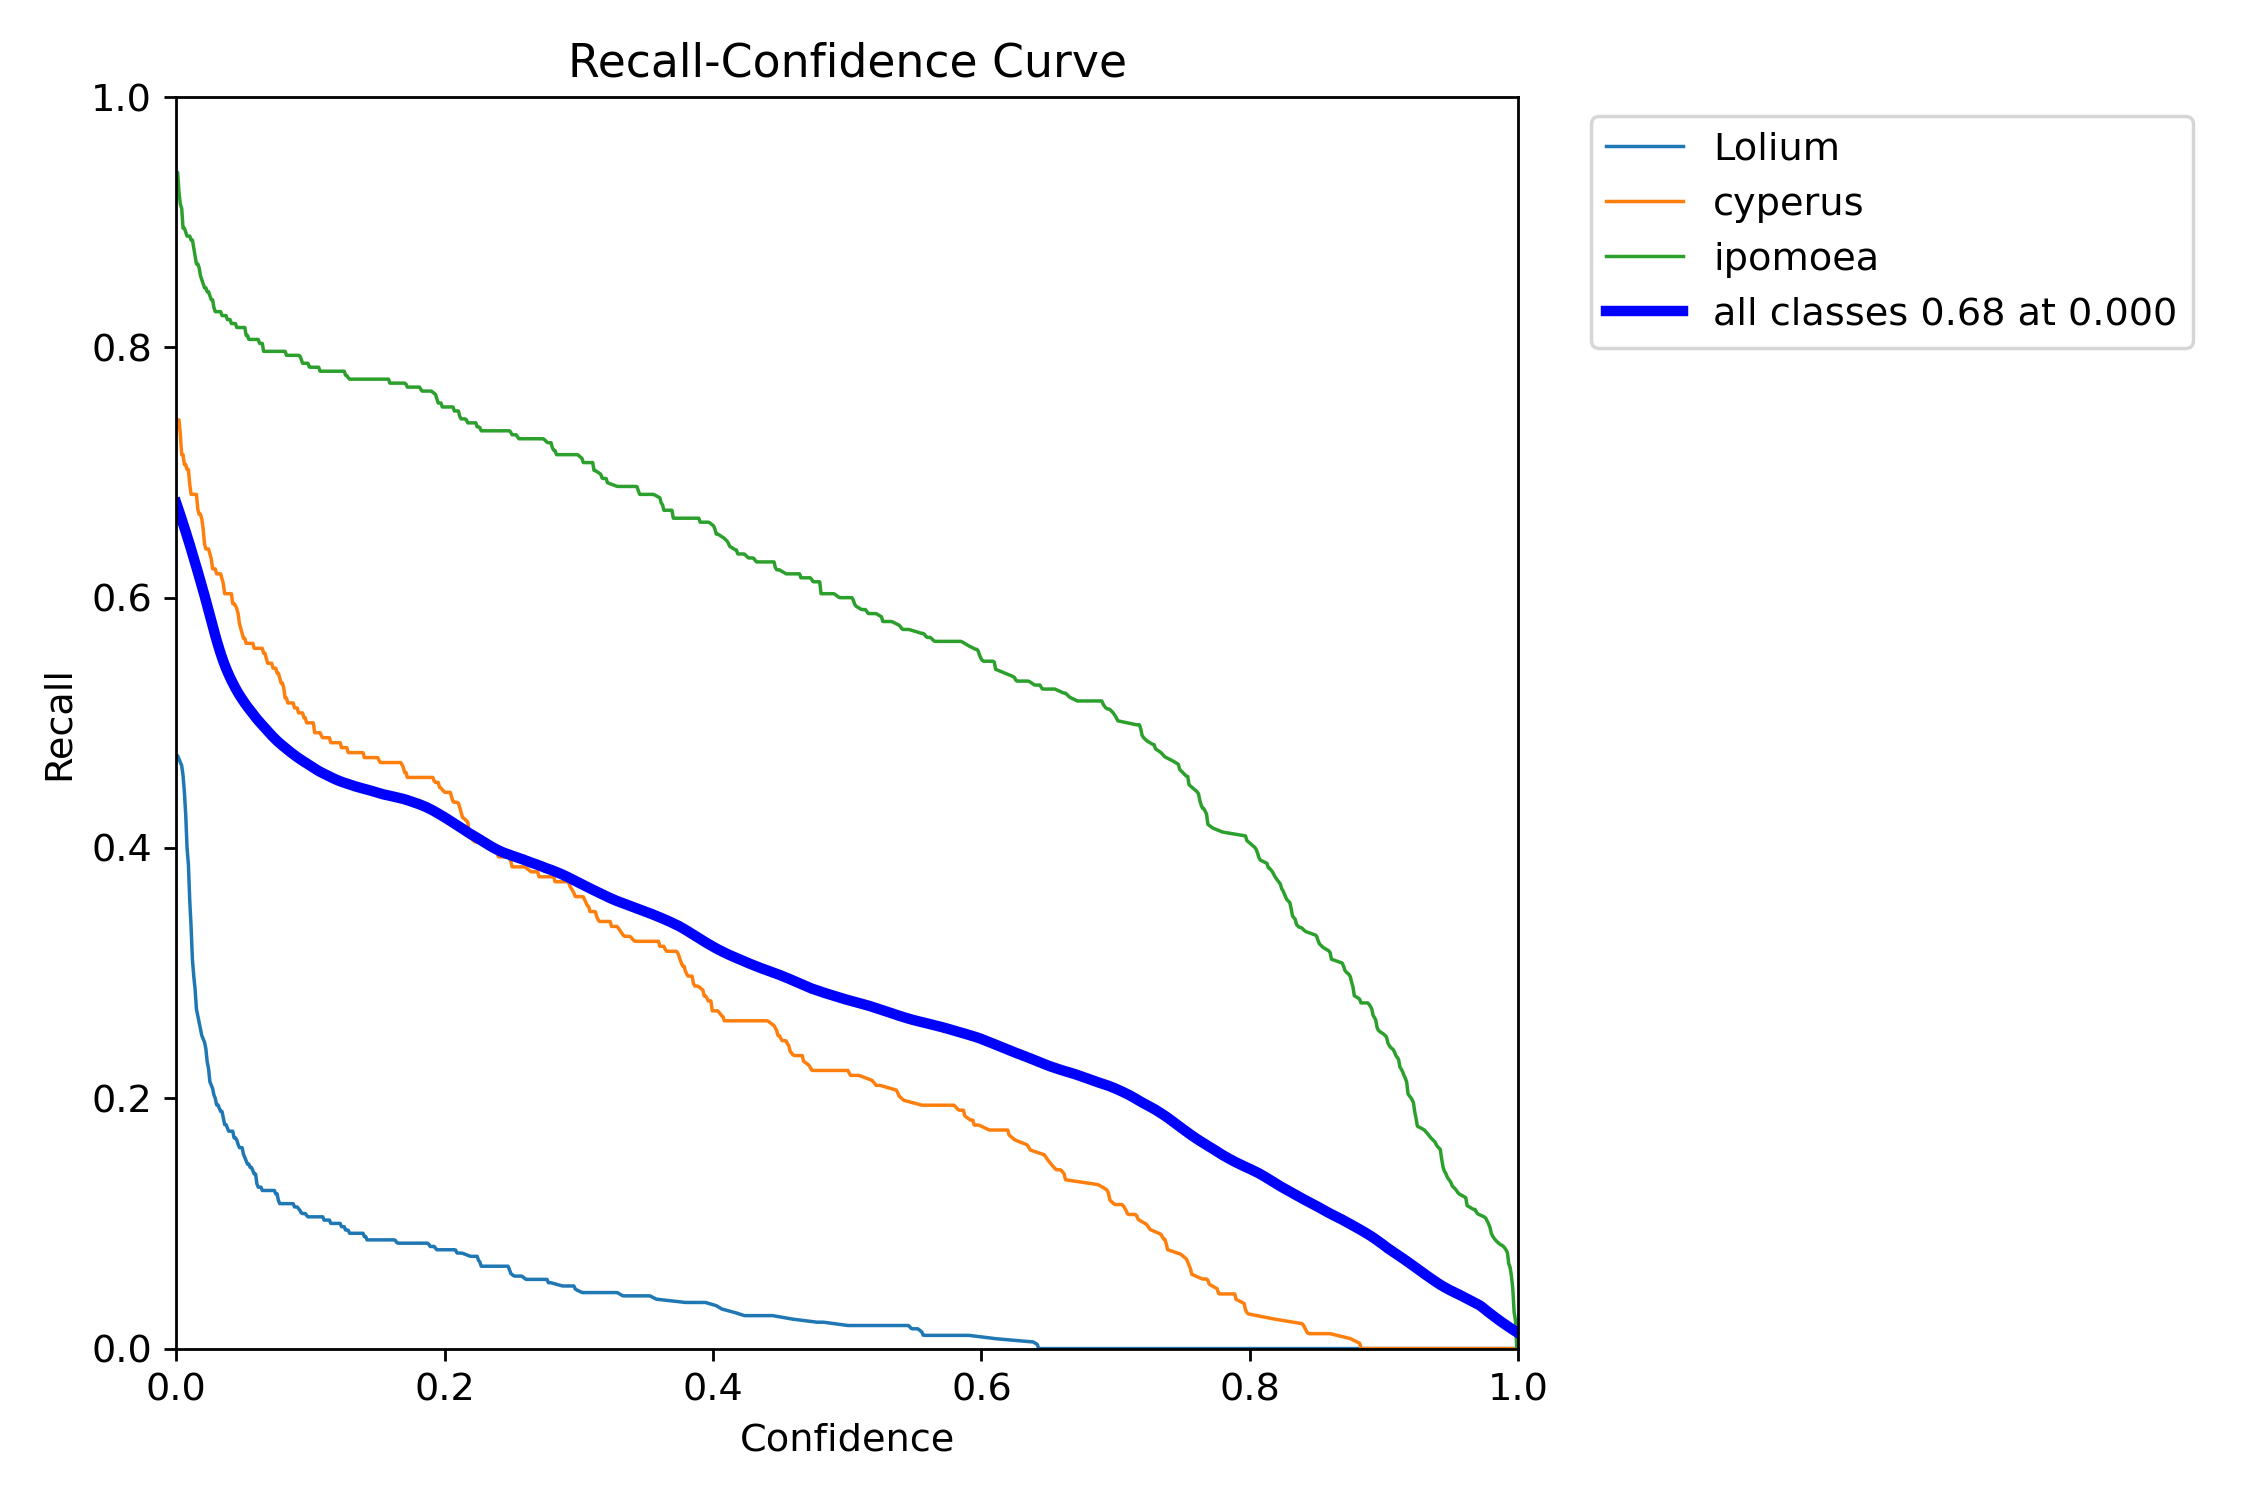 Recall-Confidence Curve
1.0
0.8
0.6
0.4
0.2
0.0
Recall
0.0 0.2 0.4 0.6 0.8 1.0
Confidence
Lolium
cyperus
ipomoea
all classes 0.68 at 0.000